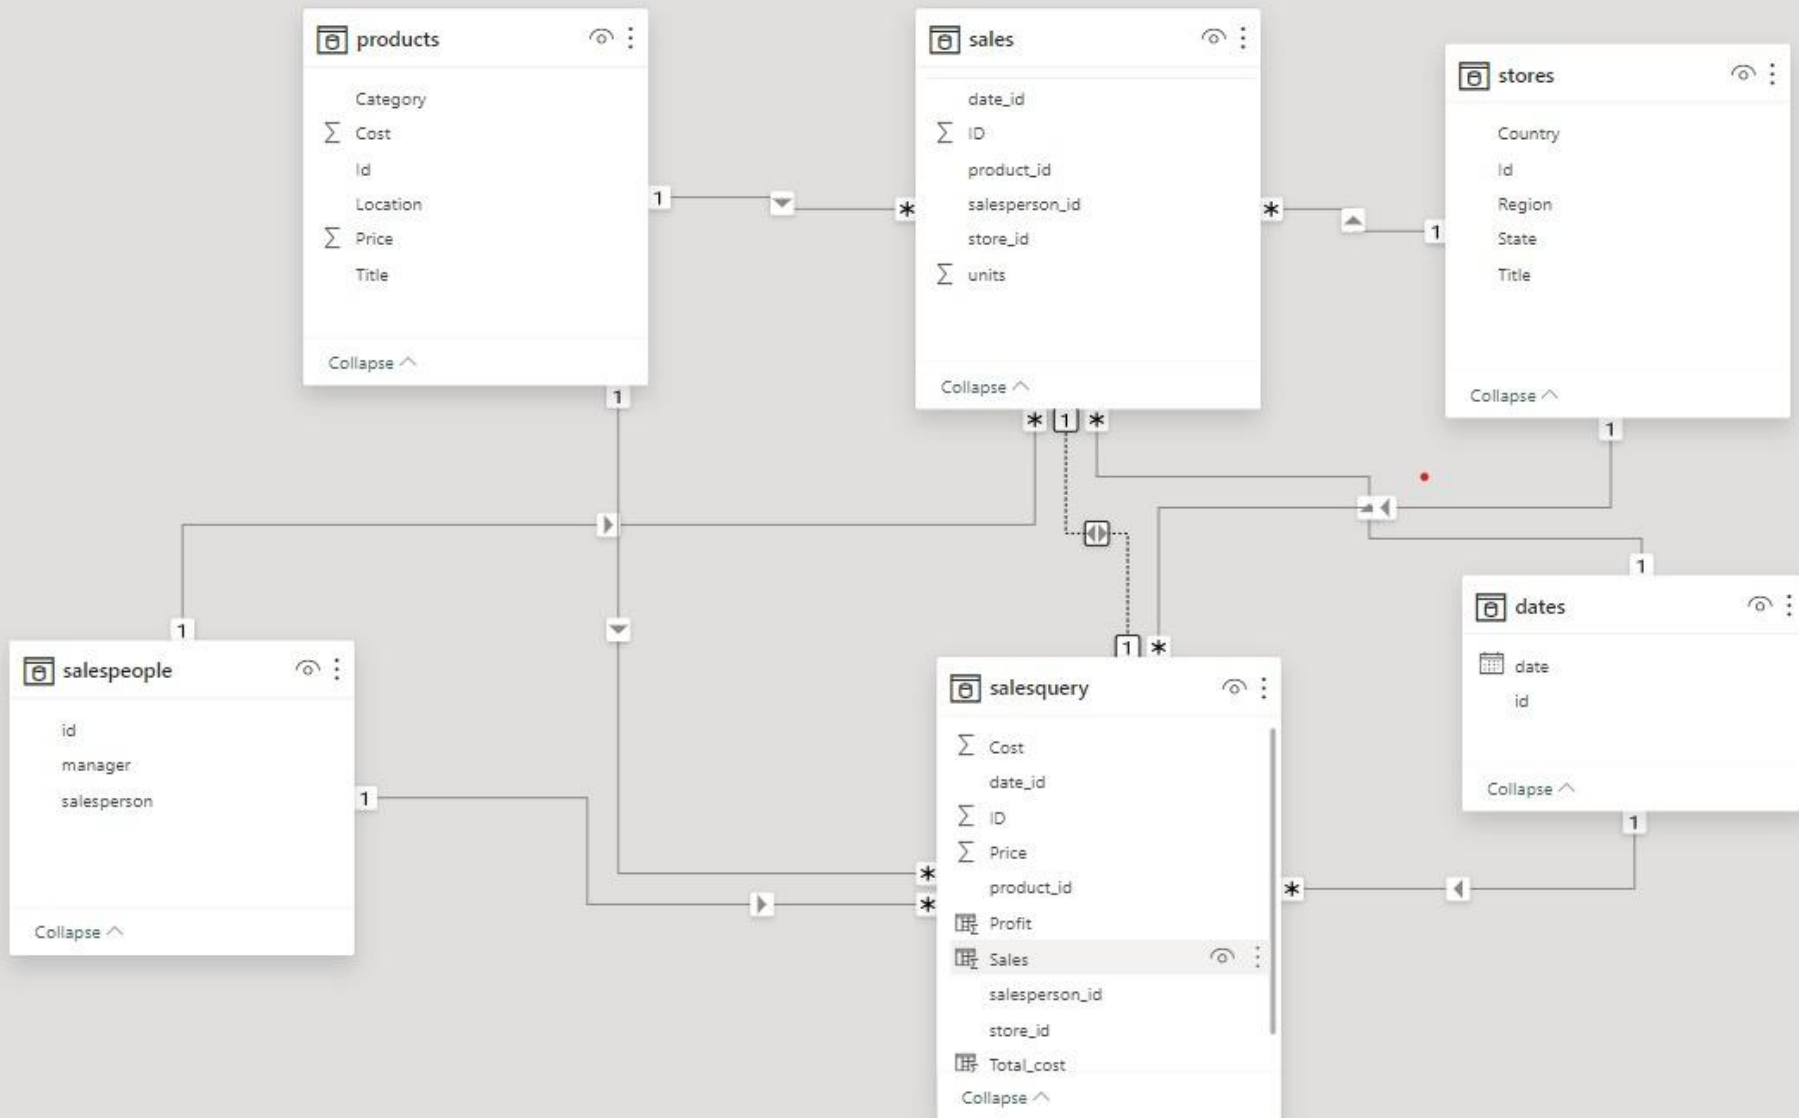 products
Category
Cost
Id
Location
Price
Title
Collapse
sales
date_id
ID
product_id
salesperson_id
store_id
units
Collapse
stores
Country
Id
Region
State
Title
Collapse
1
*
*
1
1
*
1
*
1
1
1
1
*
salespeople
id
manager
salesperson
Collapse
1
*
*
salesquery
Cost
date_id
ID
Price
product_id
Profit
Sales
salesperson_id
store_id
Total_cost
Collapse
dates
date
id
Collapse
1
*